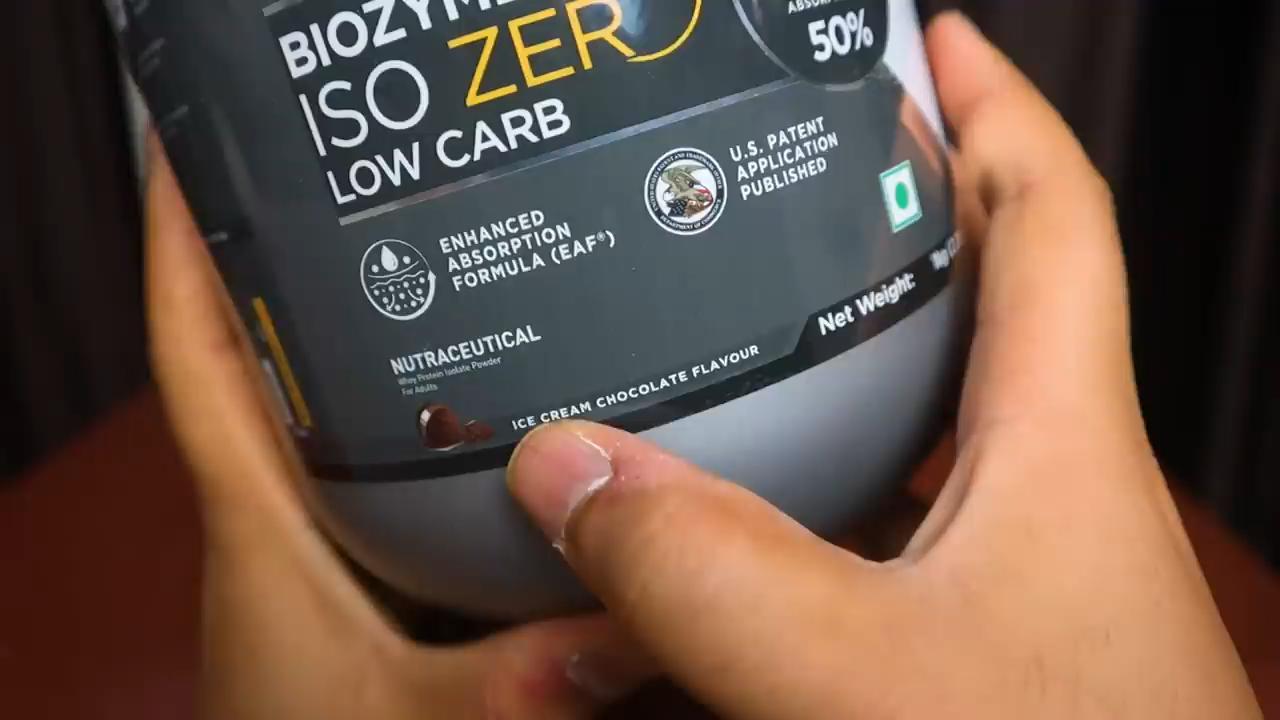 BIOZYME
ISO ZERO
LOW CARB
50%
U.S. PATENT
APPLICATION
PUBLISHED
ENHANCED
ABSORPTION
FORMULA (EAF®)
NUTRACEUTICAL
Whey Protein Isolate Powder
For Adults
ICE CREAM CHOCOLATE FLAVOUR
Net Weight: